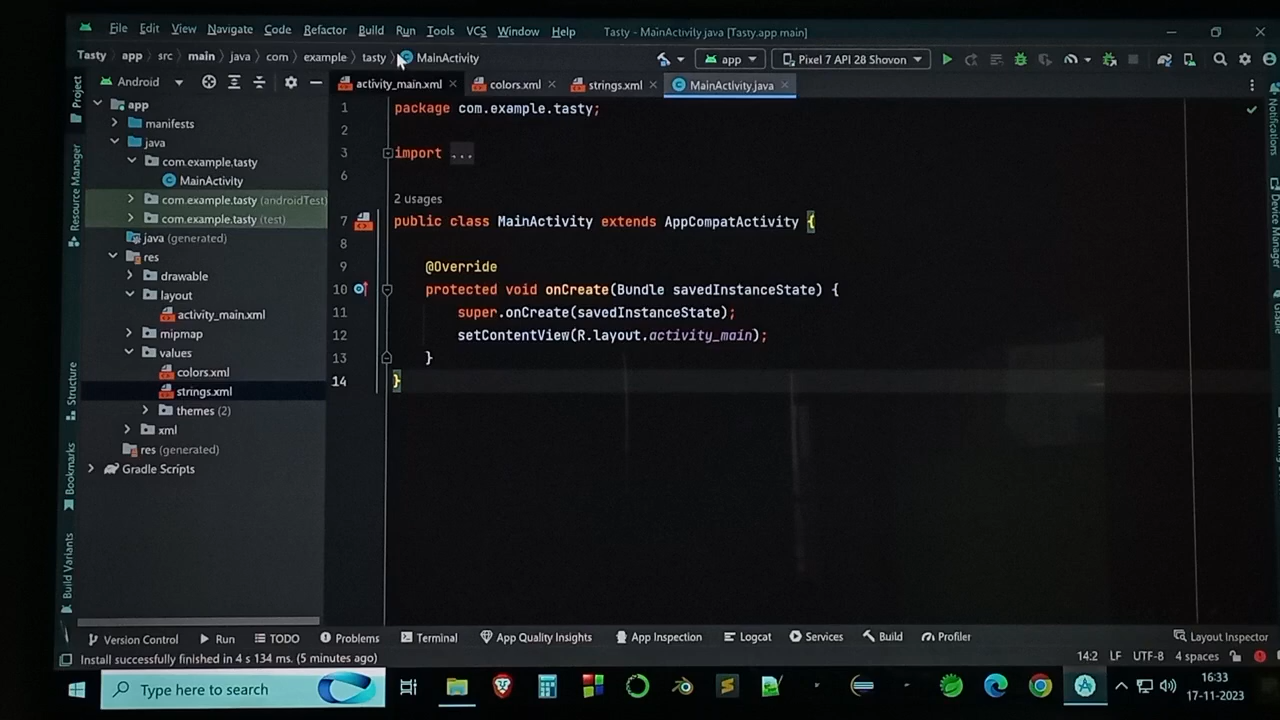 File Edit View Navigate Code Refactor Build Run Tools VCS Window Help Tasty - MainActivity.java [Tasty.app.main]
Tasty app src main java com example tasty MainActivity app Pixel 7 API 28 Shovon
Android activity_main.xml colors.xml strings.xml MainActivity.java
Project
Resource Manager
Structure
Bookmarks
Build Variants
app
manifests
java
com.example.tasty
MainActivity
com.example.tasty (androidTest)
com.example.tasty (test)
java (generated)
res
drawable
layout
activity_main.xml
mipmap
values
colors.xml
strings.xml
themes (2)
xml
res (generated)
Gradle Scripts
1 package com.example.tasty;
2
3 import ...
6
2 usages
7 public class MainActivity extends AppCompatActivity {
8
9 @Override
10 protected void onCreate(Bundle savedInstanceState) {
11 super.onCreate(savedInstanceState);
12 setContentView(R.layout.activity_main);
13 }
14 }
Notifications
Device Manager
Gradle
Version Control Run TODO Problems Terminal App Quality Insights App Inspection Logcat Services Build Profiler Layout Inspector
Install successfully finished in 4 s 134 ms. (5 minutes ago) 14:2 LF UTF-8 4 spaces
Type here to search
16:33
17-11-2023